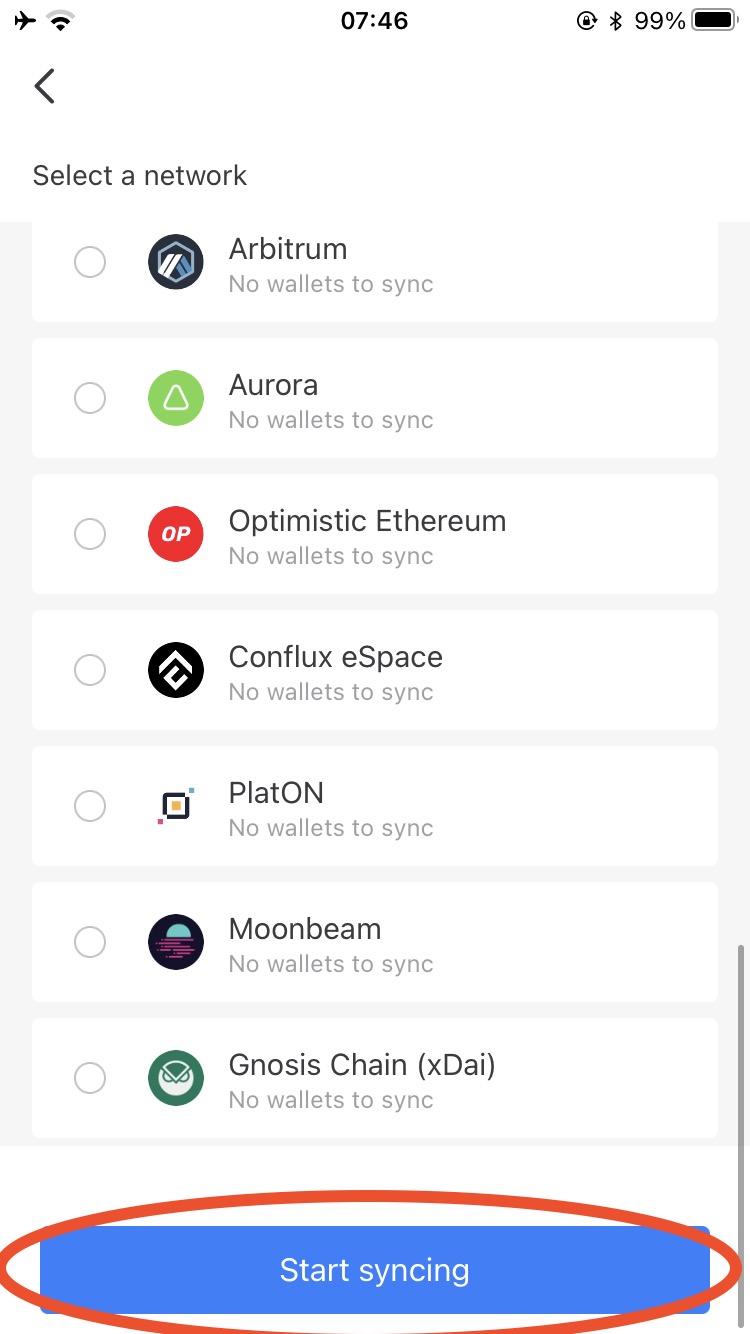 07:46
99%
Select a network
Arbitrum
No wallets to sync
Aurora
No wallets to sync
OP
Optimistic Ethereum
No wallets to sync
Conflux eSpace
No wallets to sync
PlatON
No wallets to sync
Moonbeam
No wallets to sync
Gnosis Chain (xDai)
No wallets to sync
Start syncing